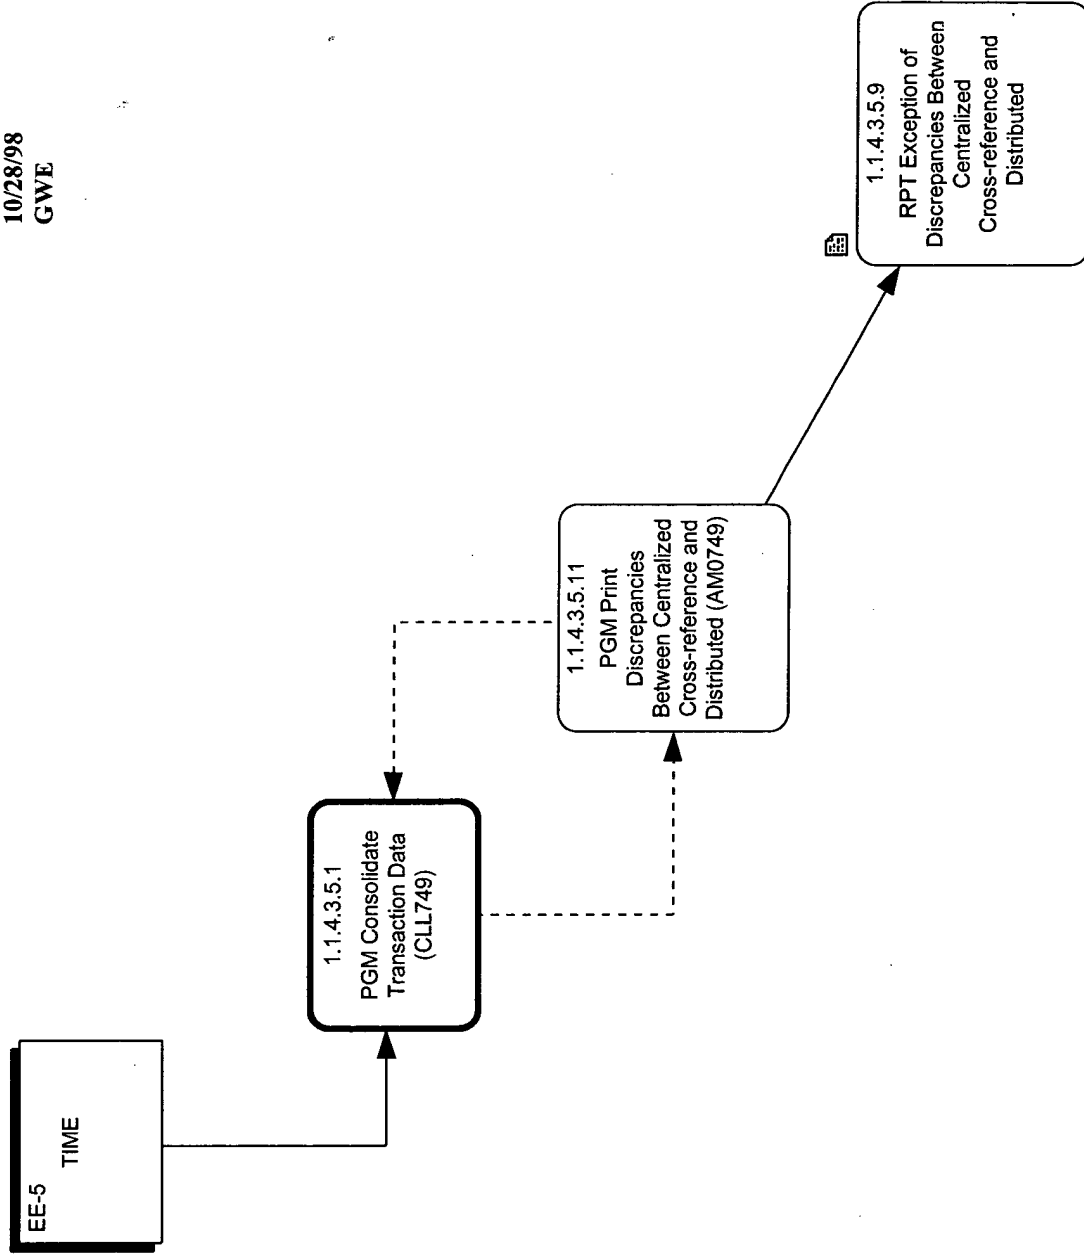 10/28/98
GWE
EE-5
TIME
1.1.4.3.5.1
PGM Consolidate
Transaction Data
(CLL749)
1.1.4.3.5.11
PGM Print
Discrepancies
Between Centralized
Cross-reference and
Distributed (AM0749)
1.1.4.3.5.9
RPT Exception of
Discrepancies Between
Centralized
Cross-reference and
Distributed